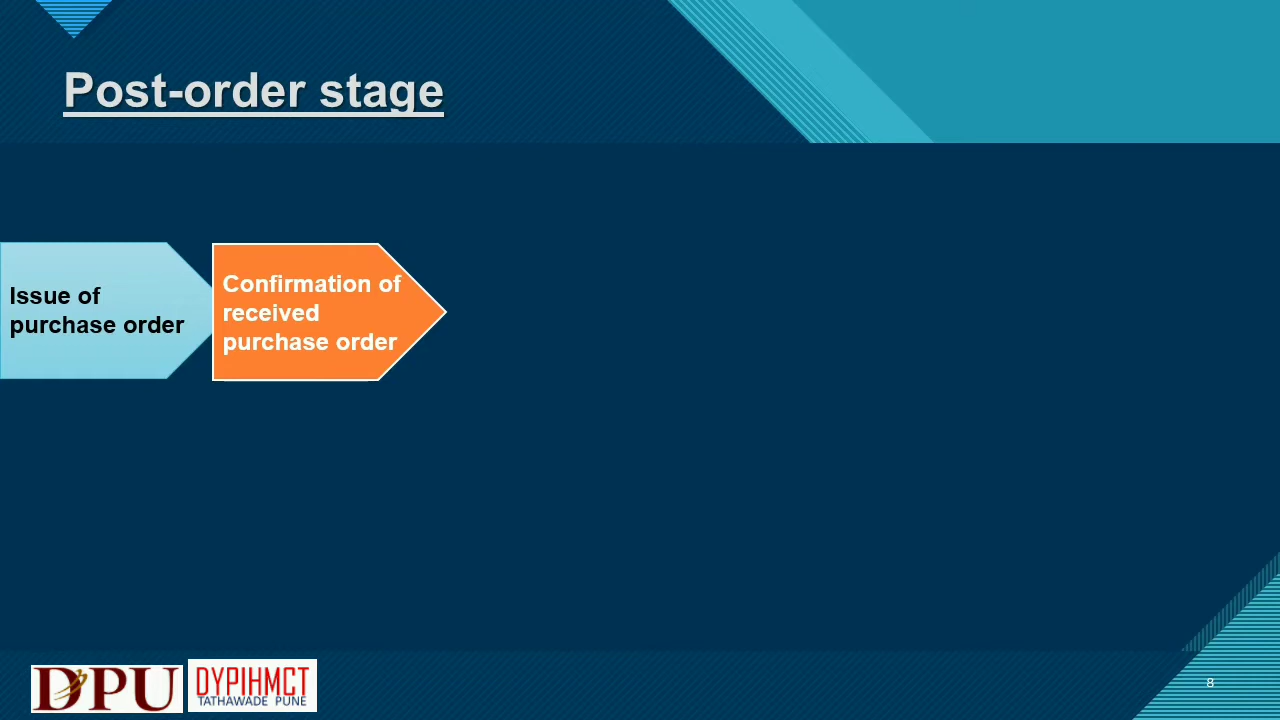 Post-order stage
Issue of
purchase order
Confirmation of
received
purchase order
DPU
DYPIHMCT
TATHAWADE PUNE
8